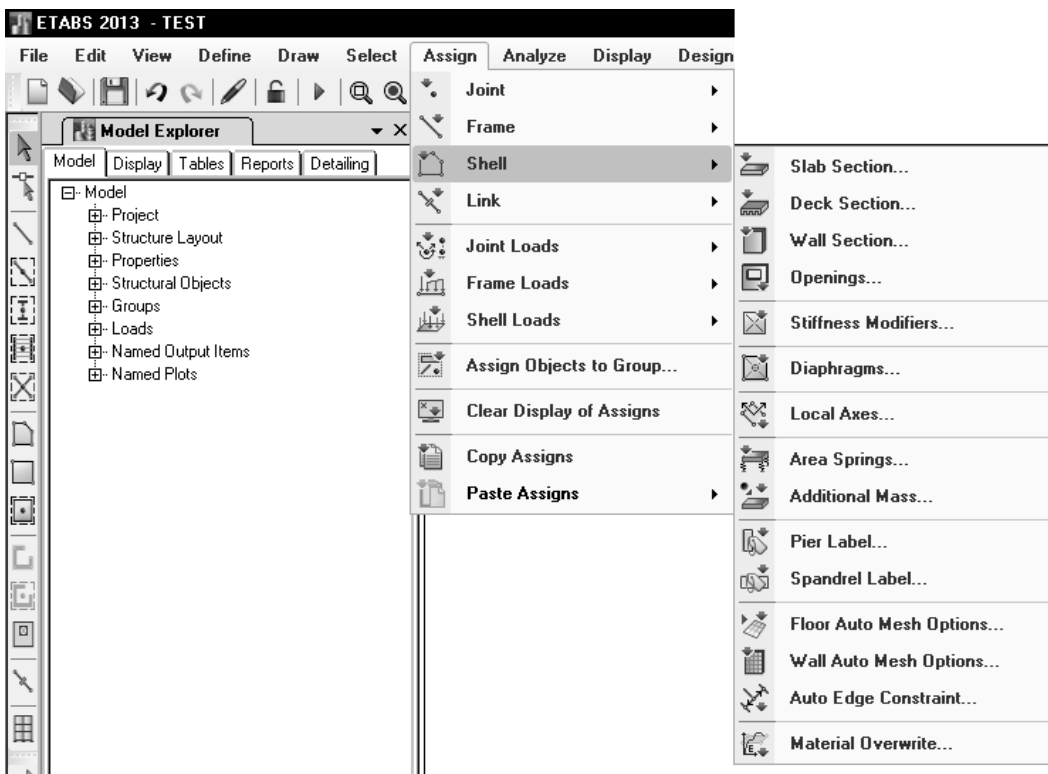 ETABS 2013 - TEST
File Edit View Define Draw Select Assign Analyze Display Design
Model Explorer
Model Display Tables Reports Detailing
Model
Project
Structure Layout
Properties
Structural Objects
Groups
Loads
Named Output Items
Named Plots
Joint
Frame
Shell
Link
Joint Loads
Frame Loads
Shell Loads
Assign Objects to Group...
Clear Display of Assigns
Copy Assigns
Paste Assigns
Slab Section...
Deck Section...
Wall Section...
Openings...
Stiffness Modifiers...
Diaphragms...
Local Axes...
Area Springs...
Additional Mass...
Pier Label...
Spandrel Label...
Floor Auto Mesh Options...
Wall Auto Mesh Options...
Auto Edge Constraint...
Material Overwrite...